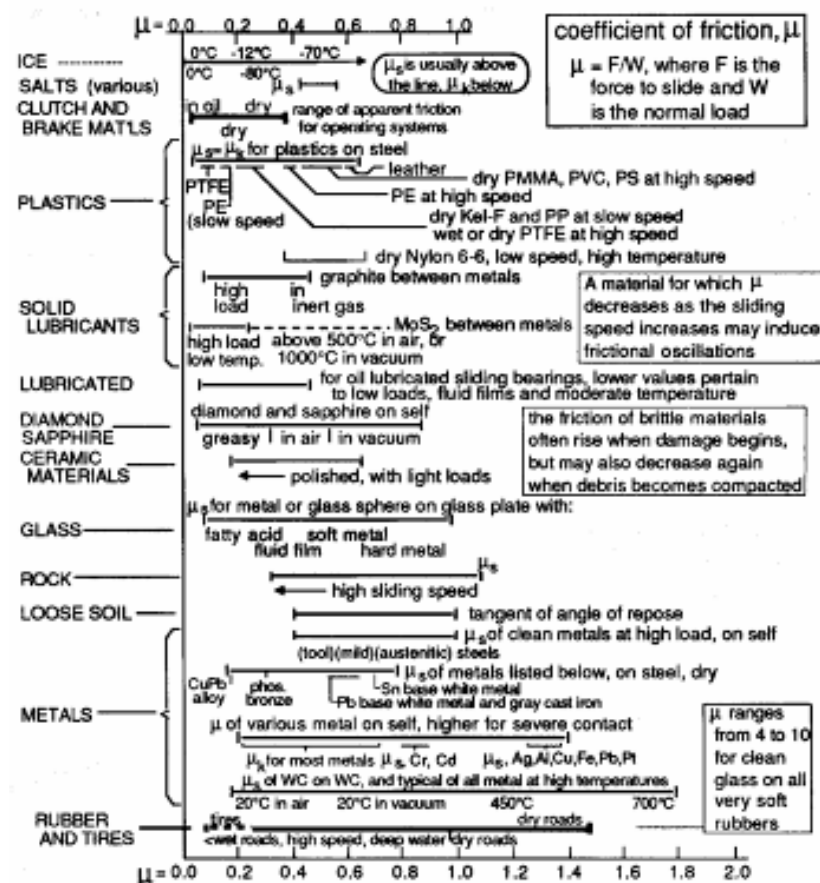 μ= 0.0 0.2 0.4 0.6 0.8 1.0
coefficient of friction, μ
μ = F/W, where F is the
force to slide and W
is the normal load
ICE
0°C -12°C -70°C
0°C -80°C
μs is usually above
the line, μk below
SALTS (various)
μs
CLUTCH AND
BRAKE MAT'LS
in oil dry
dry
range of apparent friction
for operating systems
PLASTICS
μs= μk for plastics on steel
leather
PTFE
PE
(slow speed
dry PMMA, PVC, PS at high speed
PE at high speed
dry Kel-F and PP at slow speed
wet or dry PTFE at high speed
dry Nylon 6-6, low speed, high temperature
SOLID
LUBRICANTS
graphite between metals
high in
load inert gas
MoS2 between metals
high load above 500°C in air, or
low temp. 1000°C in vacuum
A material for which μ
decreases as the sliding
speed increases may induce
frictional osciliations
LUBRICATED
for oil lubricated sliding bearings, lower values pertain
to low loads, fluid films and moderate temperature
DIAMOND
SAPPHIRE
diamond and sapphire on self
greasy in air in vacuum
CERAMIC
MATERIALS
polished, with light loads
the friction of brittle materials
often rise when damage begins,
but may also decrease again
when debris becomes compacted
GLASS
μs for metal or glass sphere on glass plate with:
fatty acid soft metal
fluid film hard metal
ROCK
μs
high sliding speed
LOOSE SOIL
tangent of angle of repose
METALS
μs of clean metals at high load, on self
(tool)(mild)(austenitic) steels
μs of metals listed below, on steel, dry
CuPb
alloy
phos.
bronze
Sn base white metal
Pb base white metal and gray cast iron
μ of various metal on self, higher for severe contact
μk for most metals μs, Cr, Cd μs, Ag,Al,Cu,Fe,Pb,Pt
μs of WC on WC, and typical of all metal at high temperatures
20°C in air 20°C in vacuum 450°C 700°C
μ ranges
from 4 to 10
for clean
glass on all
very soft
rubbers
RUBBER
AND TIRES
tires dry roads
<wet roads, high speed, deep water dry roads
μ= 0.0 0.2 0.4 0.6 0.8 1.0 1.2 1.4 1.6 1.8 2.0